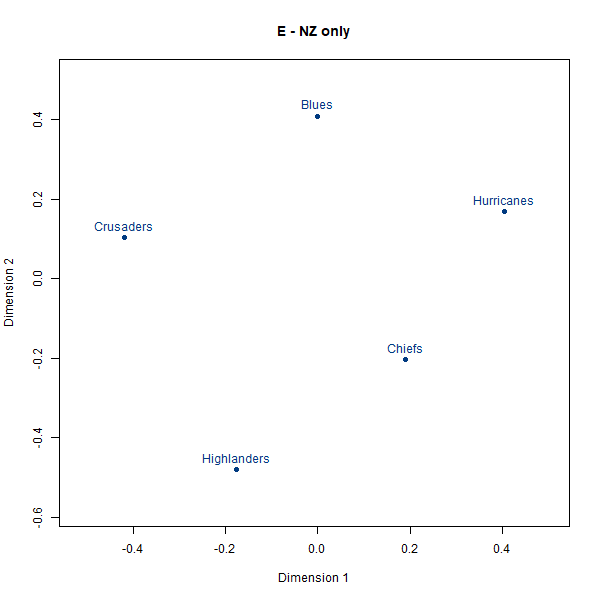 E - NZ only
Blues
Hurricanes
Crusaders
Chiefs
Highlanders
0.4
0.2
0.0
-0.2
-0.4
-0.6
Dimension 2
-0.4
-0.2
0.0
0.2
0.4
Dimension 1